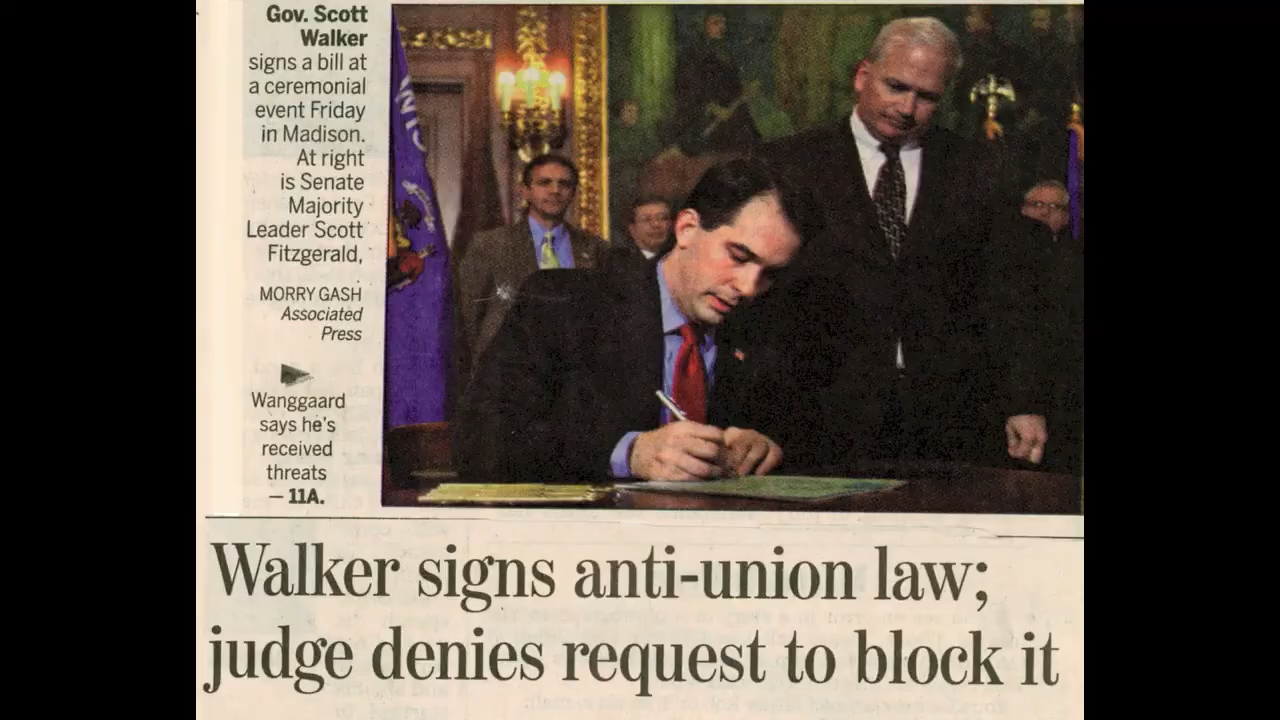 Gov. Scott
Walker
signs a bill at
a ceremonial
event Friday
in Madison.
At right
is Senate
Majority
Leader Scott
Fitzgerald,
MORRY GASH
Associated
Press
Wanggaard
says he's
received
threats
— 11A.
Walker signs anti-union law;
judge denies request to block it